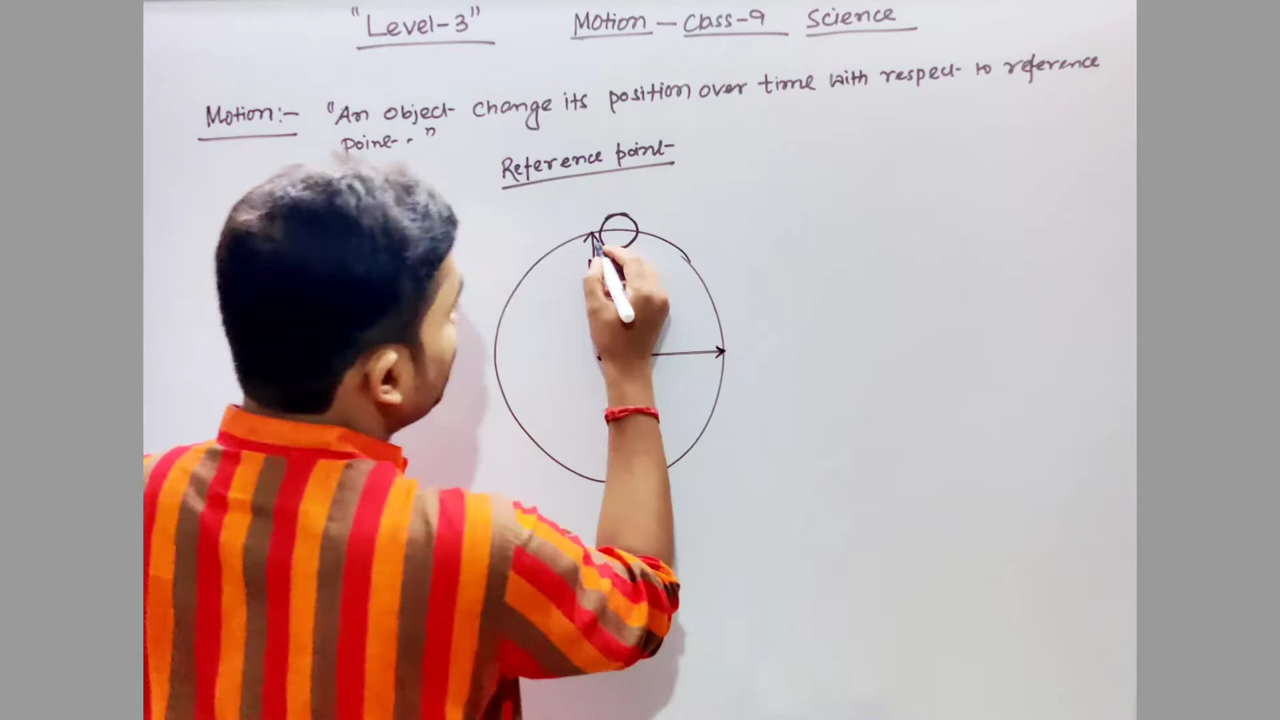 "Level-3" Motion - Class-9 Science
Motion:- "An object change its position over time with respect to reference
point."
Reference point